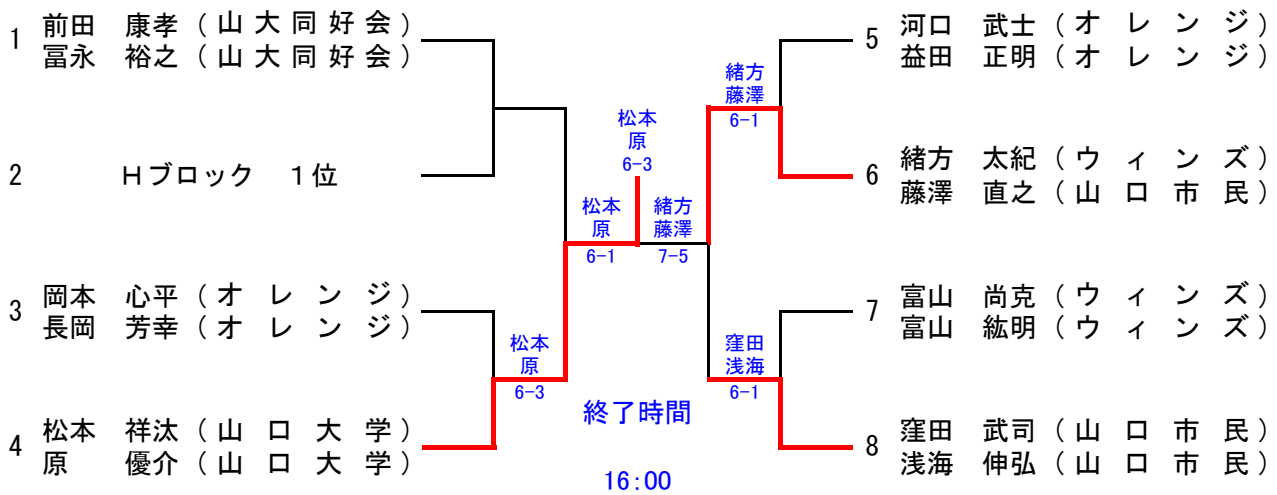 1 前田 康孝 ( 山 大 同 好 会 )
冨永 裕之 ( 山 大 同 好 会 )
2 Hブロック 1位
3 岡本 心平 ( オ レ ン ジ )
長岡 芳幸 ( オ レ ン ジ )
4 松本 祥汰 ( 山 口 大 学 )
原 優介 ( 山 口 大 学 )
松本
原
6-3
松本
原
6-1
松本
原
6-3
緒方
藤澤
7-5
緒方
藤澤
6-1
窪田
浅海
6-1
終了時間
16:00
5 河口 武士 ( オ レ ン ジ )
益田 正明 ( オ レ ン ジ )
6 緒方 太紀 ( ウ ィ ン ズ )
藤澤 直之 ( 山 口 市 民 )
7 富山 尚克 ( ウ ィ ン ズ )
富山 紘明 ( ウ ィ ン ズ )
8 窪田 武司 ( 山 口 市 民 )
浅海 伸弘 ( 山 口 市 民 )